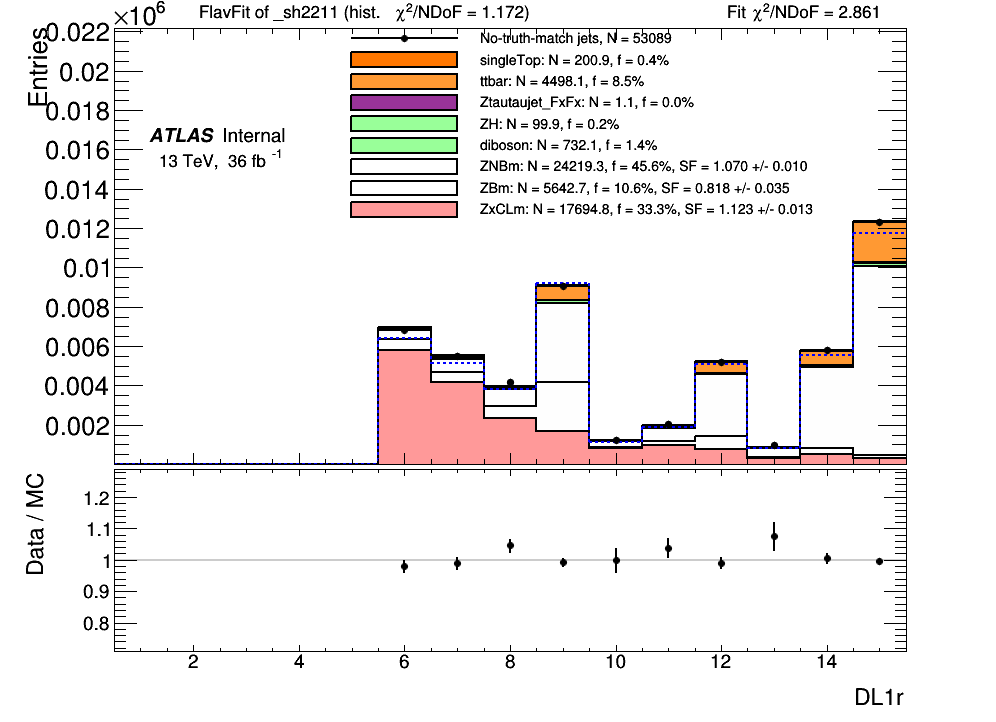 ×10^6
FlavFit of _sh2211 (hist. χ²/NDoF = 1.172)
Fit χ²/NDoF = 2.861
Entries
0.022
0.02
0.018
0.016
0.014
0.012
0.01
0.008
0.006
0.004
0.002
No-truth-match jets, N = 53089
singleTop: N = 200.9, f = 0.4%
ttbar: N = 4498.1, f = 8.5%
Ztautaujet_FxFx: N = 1.1, f = 0.0%
ZH: N = 99.9, f = 0.2%
diboson: N = 732.1, f = 1.4%
ZNBm: N = 24219.3, f = 45.6%, SF = 1.070 +/- 0.010
ZBm: N = 5642.7, f = 10.6%, SF = 0.818 +/- 0.035
ZxCLm: N = 17694.8, f = 33.3%, SF = 1.123 +/- 0.013
ATLAS Internal
13 TeV, 36 fb⁻¹
Data / MC
1.2
1.1
1
0.9
0.8
2 4 6 8 10 12 14
DL1r